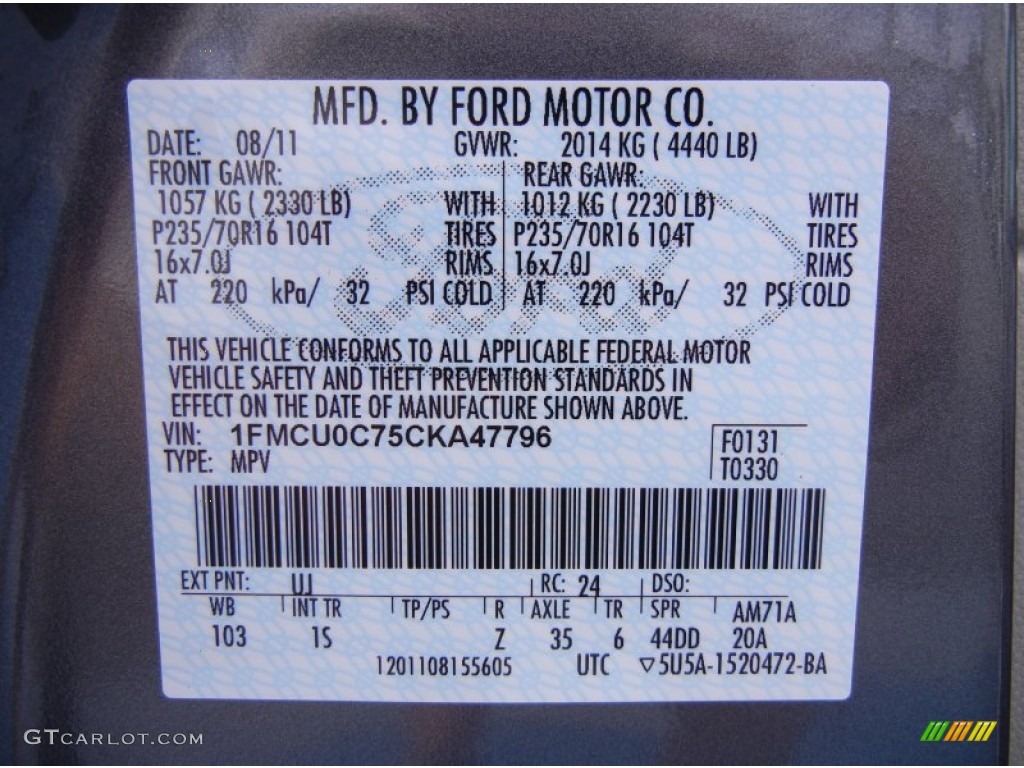 MFD. BY FORD MOTOR CO.
DATE: 08/11 GVWR: 2014 KG ( 4440 LB)
FRONT GAWR: REAR GAWR:
1057 KG ( 2330 LB) WITH 1012 KG ( 2230 LB) WITH
P235/70R16 104T TIRES P235/70R16 104T TIRES
16x7.0J RIMS 16x7.0J RIMS
AT 220 kPa/ 32 PSI COLD AT 220 kPa/ 32 PSI COLD
Ford
THIS VEHICLE CONFORMS TO ALL APPLICABLE FEDERAL MOTOR
VEHICLE SAFETY AND THEFT PREVENTION STANDARDS IN
EFFECT ON THE DATE OF MANUFACTURE SHOWN ABOVE.
VIN: 1FMCU0C75CKA47796 F0131
TYPE: MPV T0330
EXT PNT: UJ RC: 24 DSO:
WB INT TR TP/PS R AXLE TR SPR AM71A
103 1S Z 35 6 44DD 20A
1201108155605 UTC ▽5U5A-1520472-BA
GTCARLOT.COM